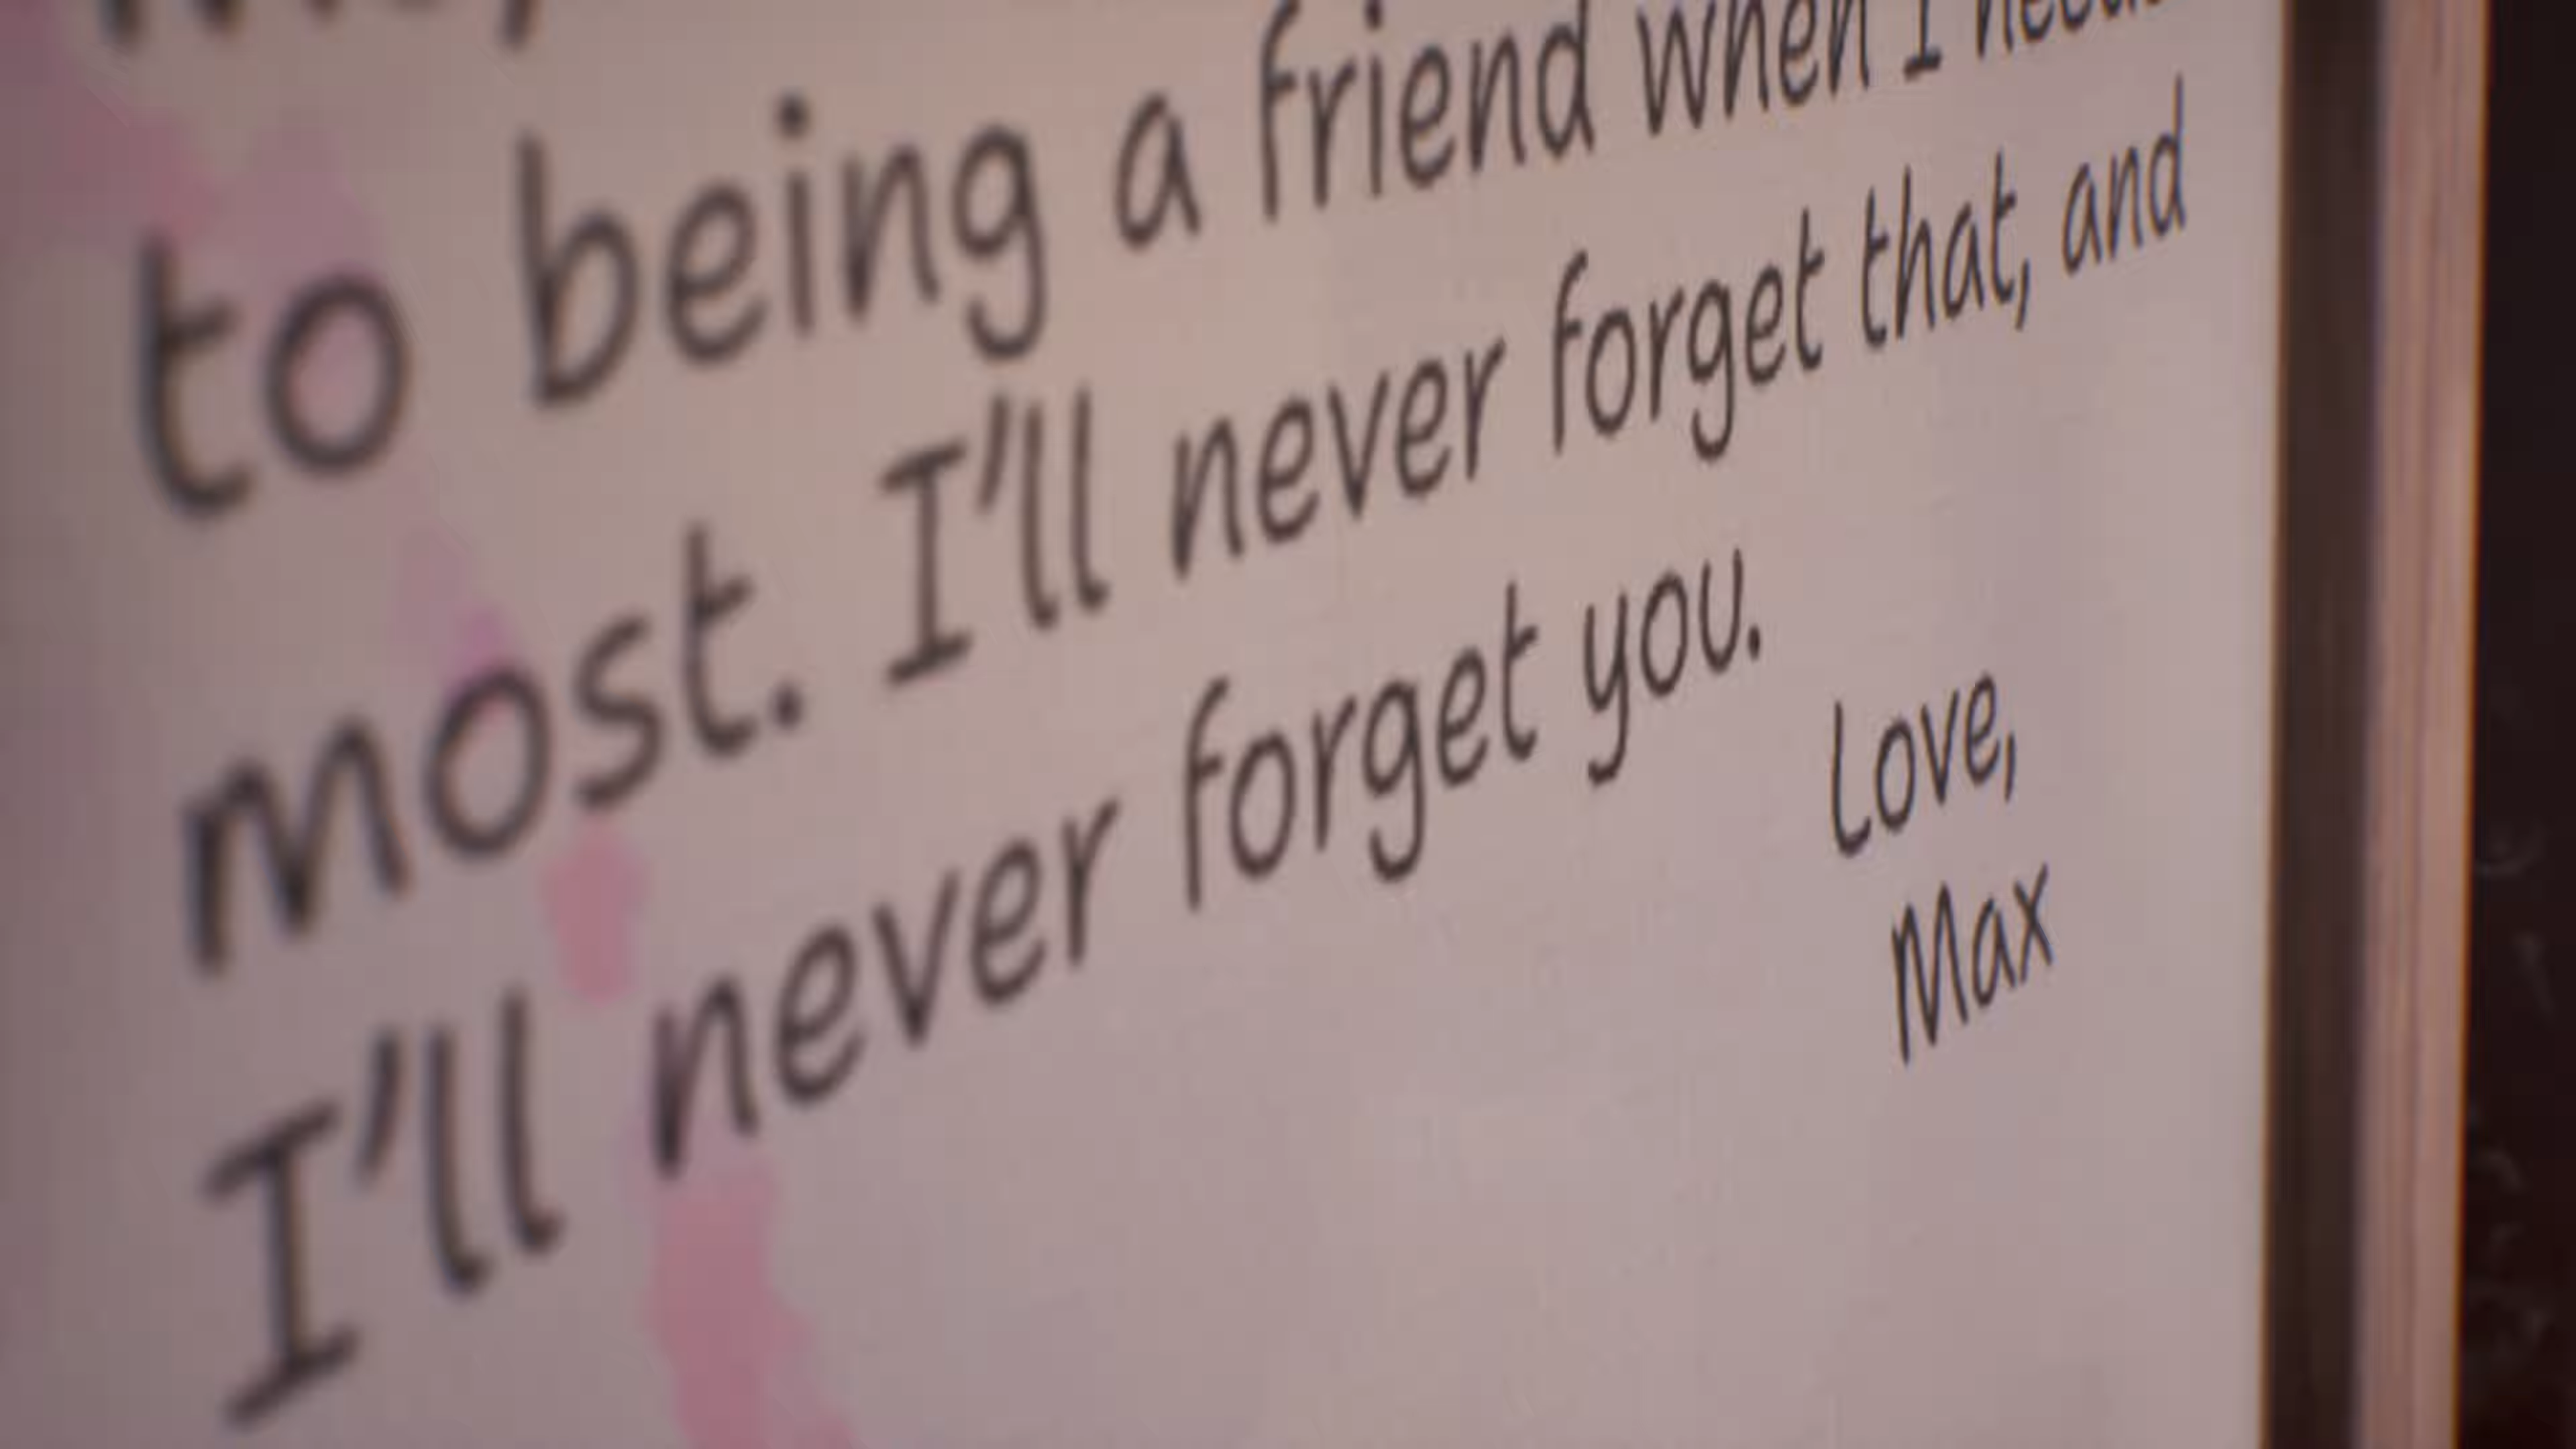 to being a friend when I
most. I'll never forget that, and
I'll never forget you.
Love,
Max